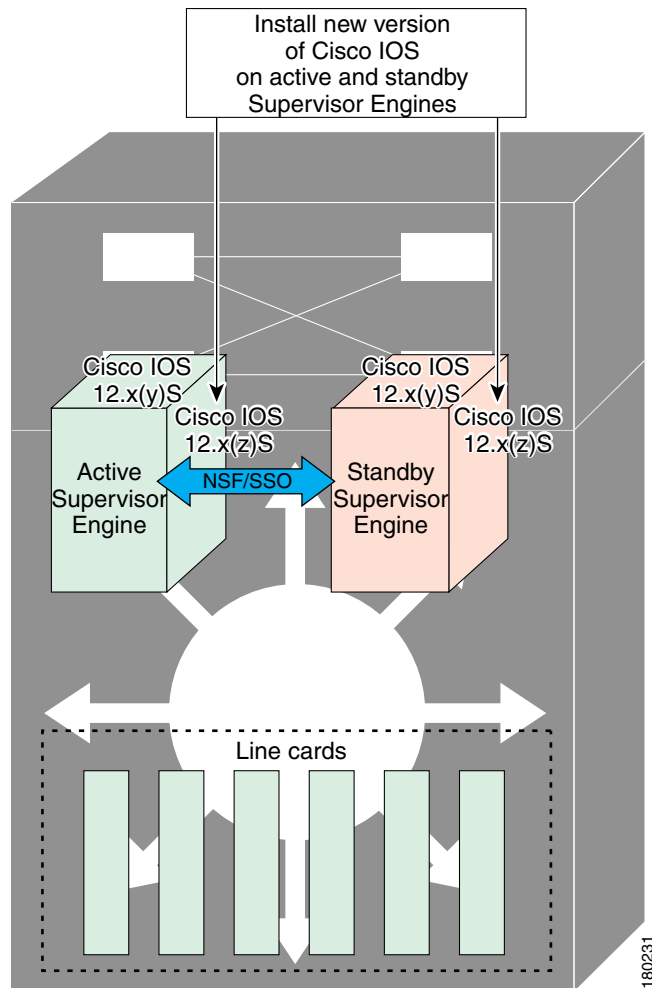 Install new version
of Cisco IOS
on active and standby
Supervisor Engines
Cisco IOS
12.x(y)S
Cisco IOS
12.x(z)S
Cisco IOS
12.x(y)S
Cisco IOS
12.x(z)S
Active
Supervisor
Engine
NSF/SSO
Standby
Supervisor
Engine
Line cards
180231